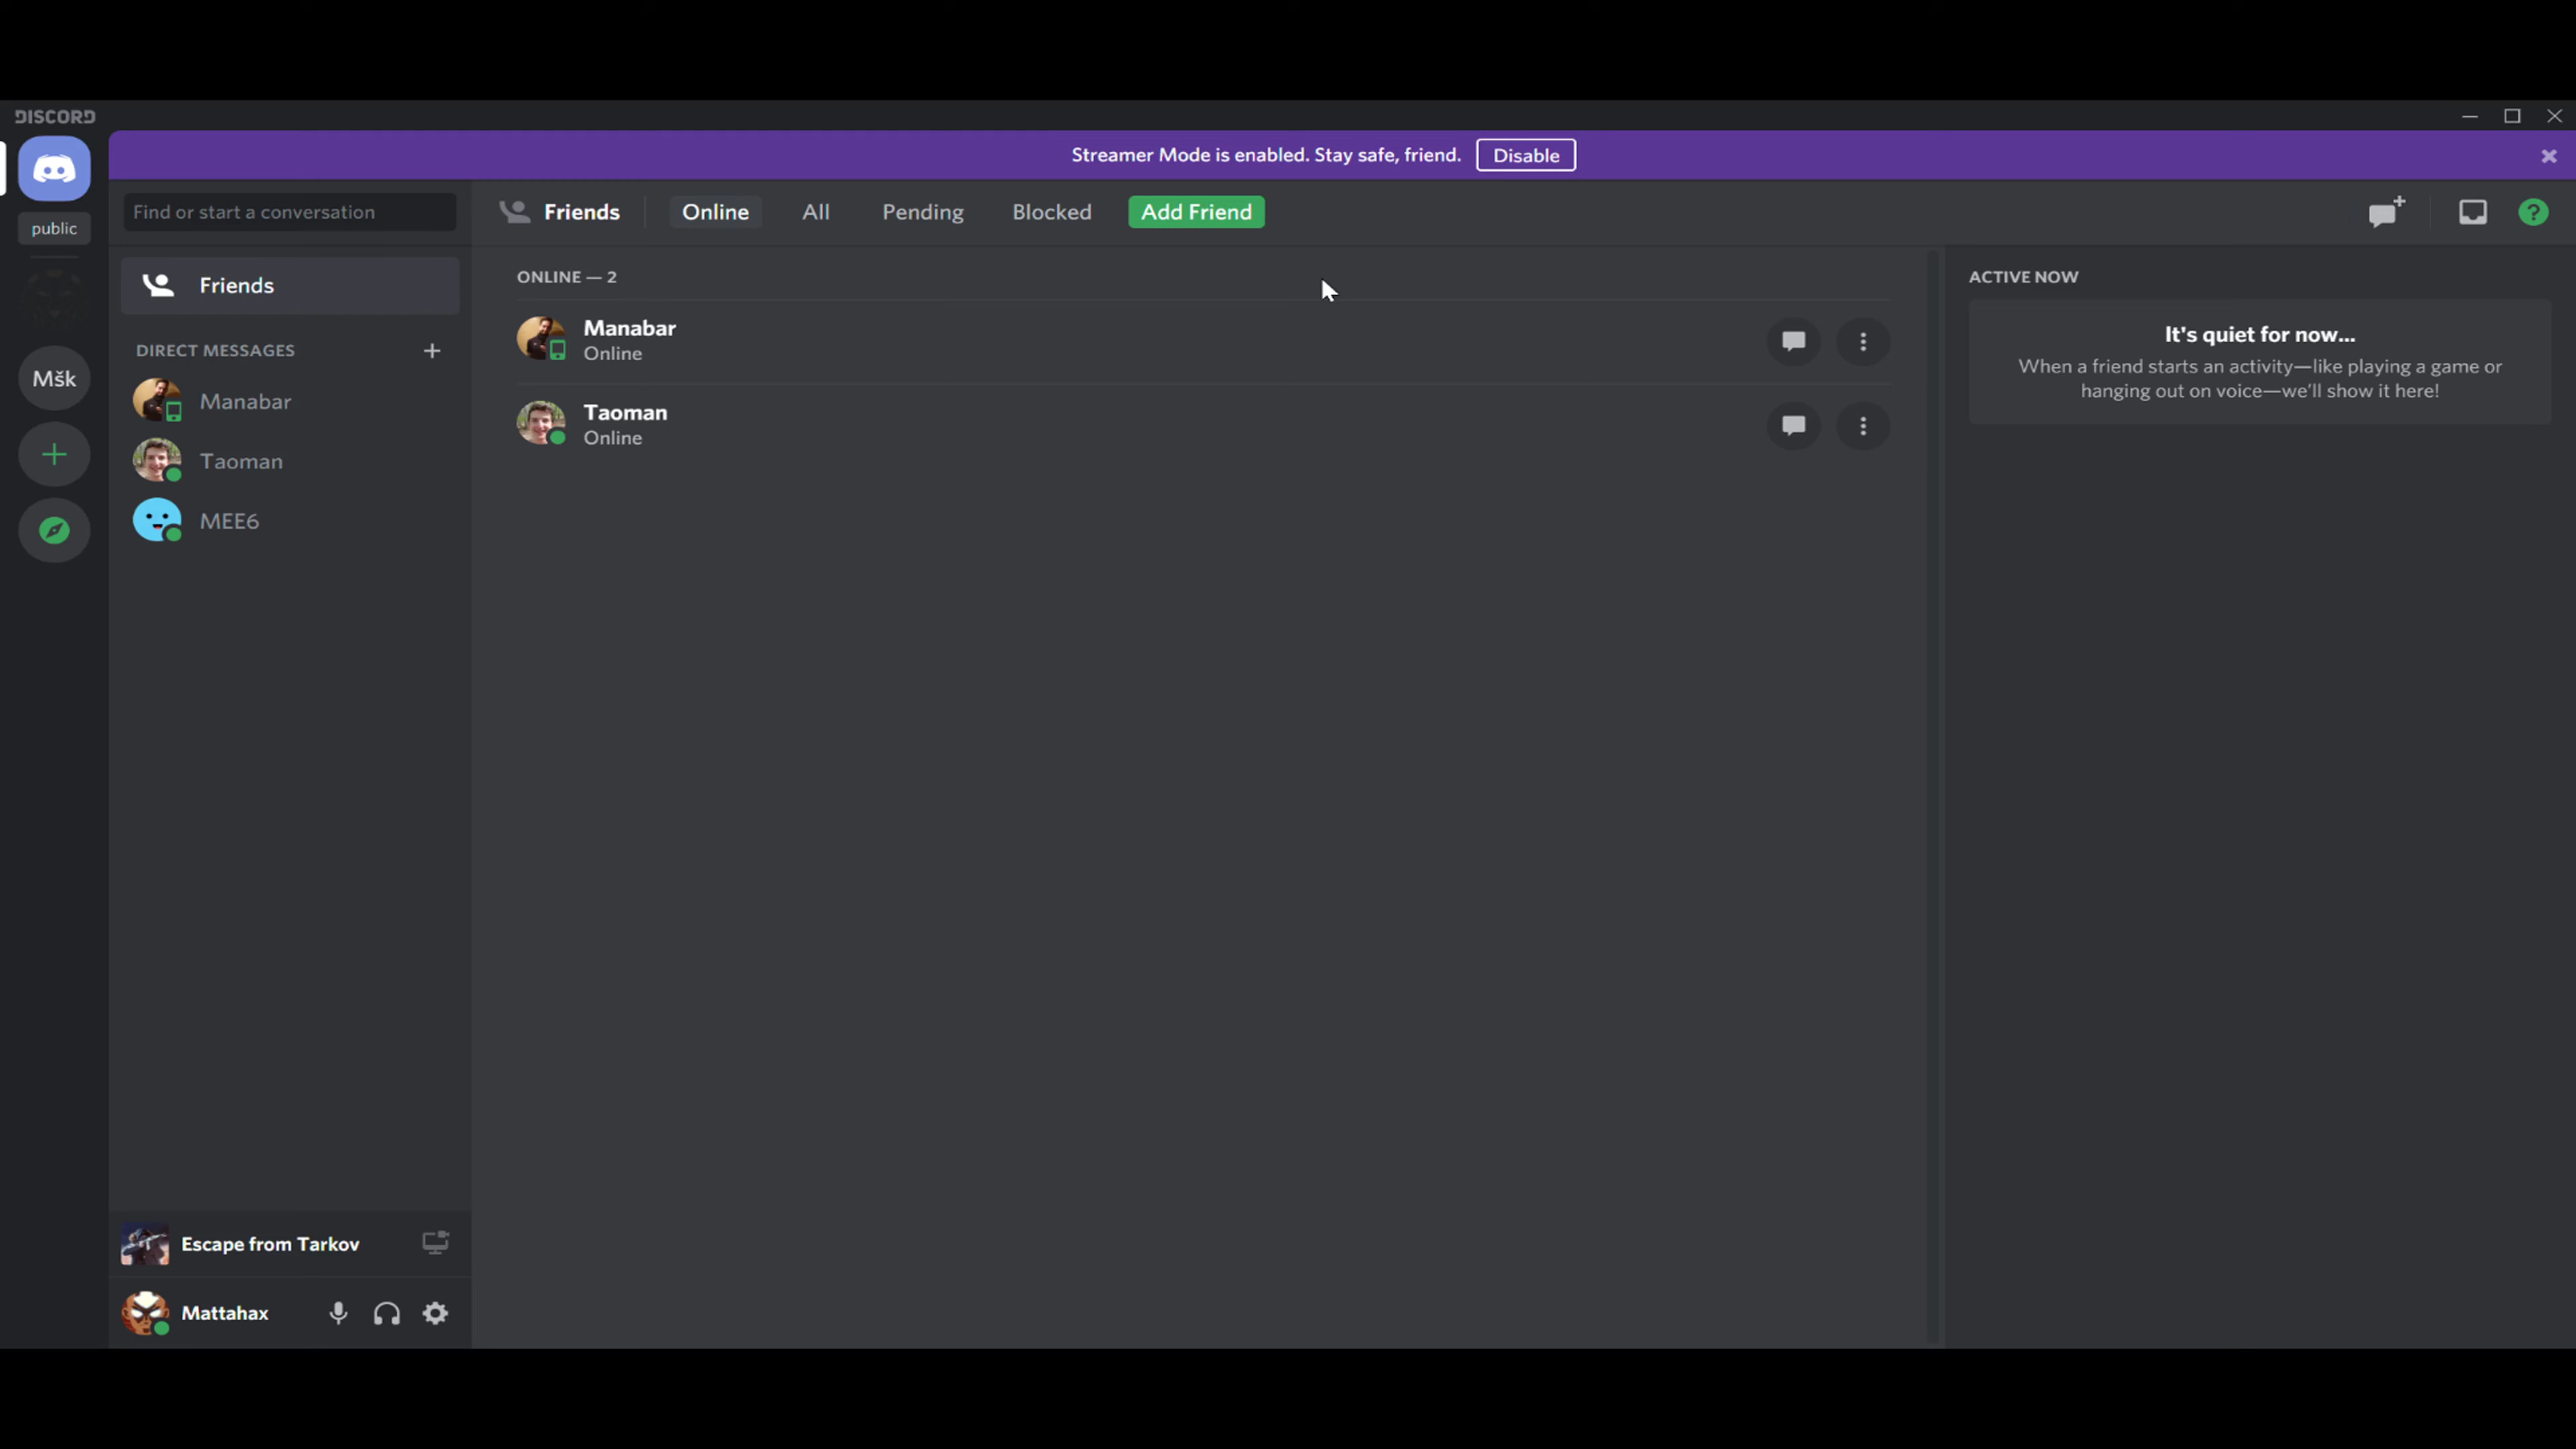 DISCORD
Streamer Mode is enabled. Stay safe, friend. Disable
public
Mšk
Find or start a conversation
Friends
DIRECT MESSAGES
Manabar
Taoman
MEE6
Escape from Tarkov
Mattahax
Friends Online All Pending Blocked Add Friend
ONLINE — 2
Manabar
Online
Taoman
Online
ACTIVE NOW
It's quiet for now...
When a friend starts an activity—like playing a game or
hanging out on voice—we'll show it here!